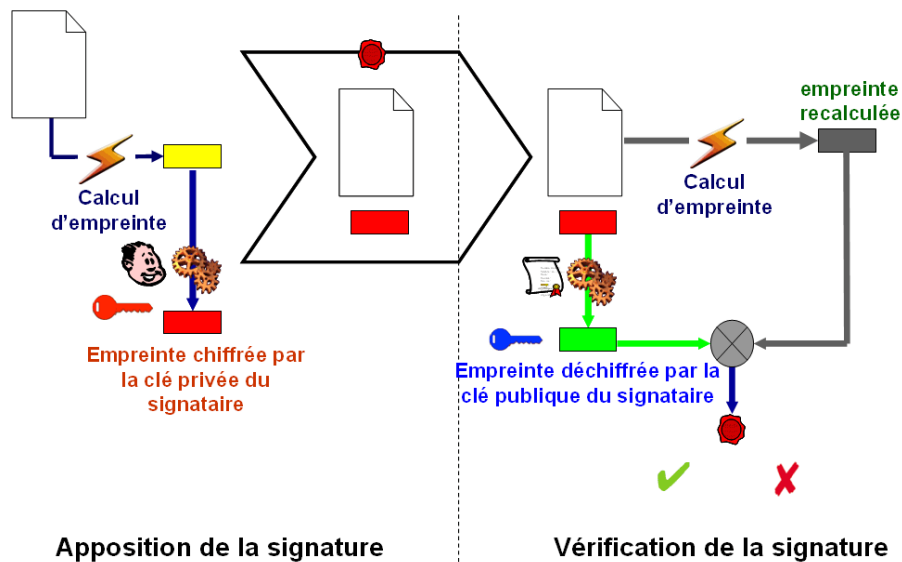 empreinte
recalculée
Calcul
d'empreinte
Calcul
d'empreinte
Empreinte chiffrée par
la clé privée du
signataire
Empreinte déchiffrée par la
clé publique du signataire
Apposition de la signature
Vérification de la signature